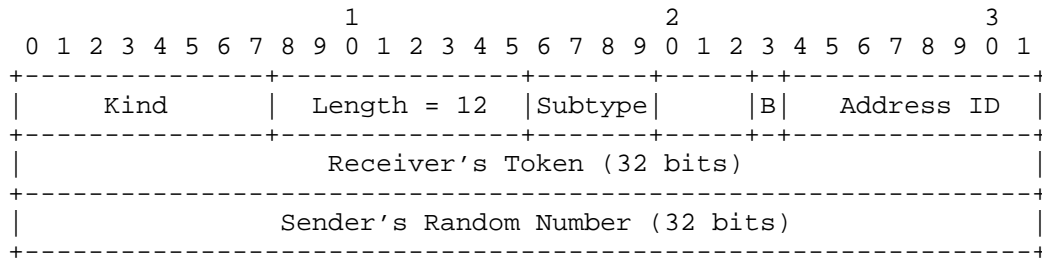 1                   2                   3
 0 1 2 3 4 5 6 7 8 9 0 1 2 3 4 5 6 7 8 9 0 1 2 3 4 5 6 7 8 9 0 1
+---------------+---------------+-------+-----+-+---------------+
|     Kind      |  Length = 12  |Subtype|     |B|   Address ID  |
+---------------+---------------+-------+-----+-+---------------+
|                   Receiver's Token (32 bits)                  |
+---------------------------------------------------------------+
|                Sender's Random Number (32 bits)               |
+---------------------------------------------------------------+